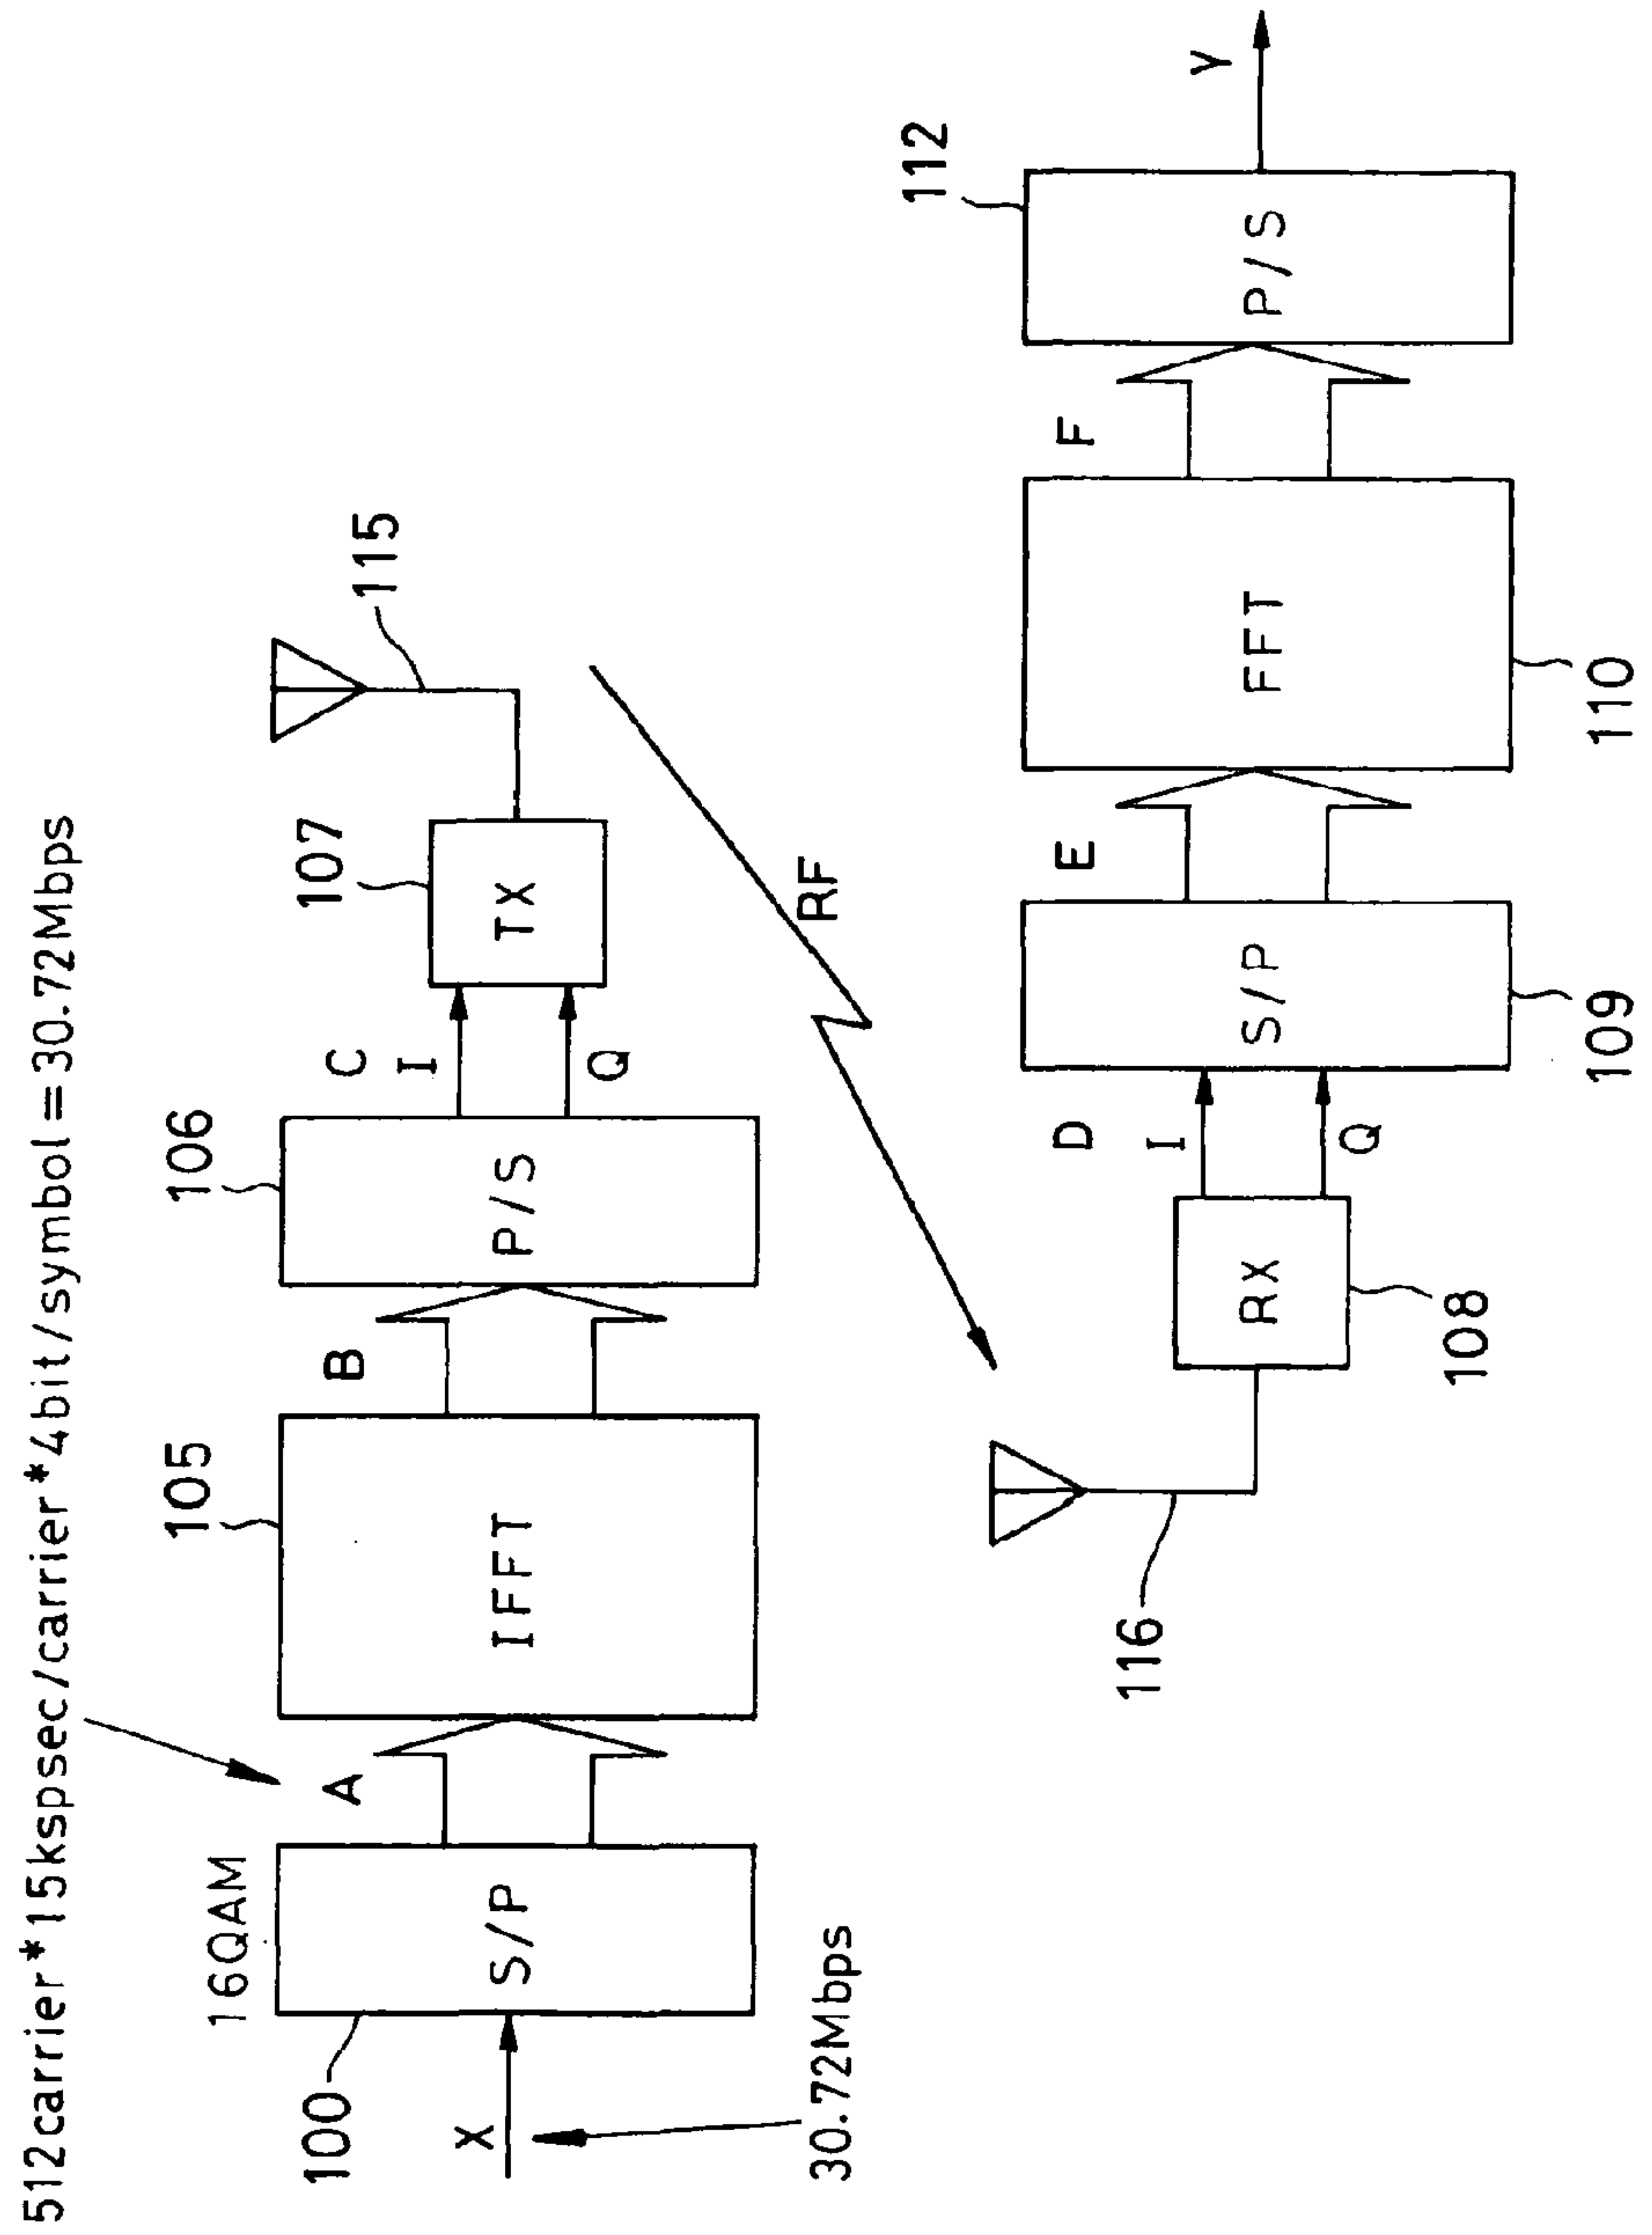 512carrier*15kspsec/carrier*4bit/symbol=30.72Mbps
16QAM
100
X
30.72Mbps
S/P
A
105
IFFT
B
106
P/S
C
I
Q
107
TX
115
RF
116
108
RX
D
I
Q
109
S/P
E
110
FFT
F
112
P/S
Y